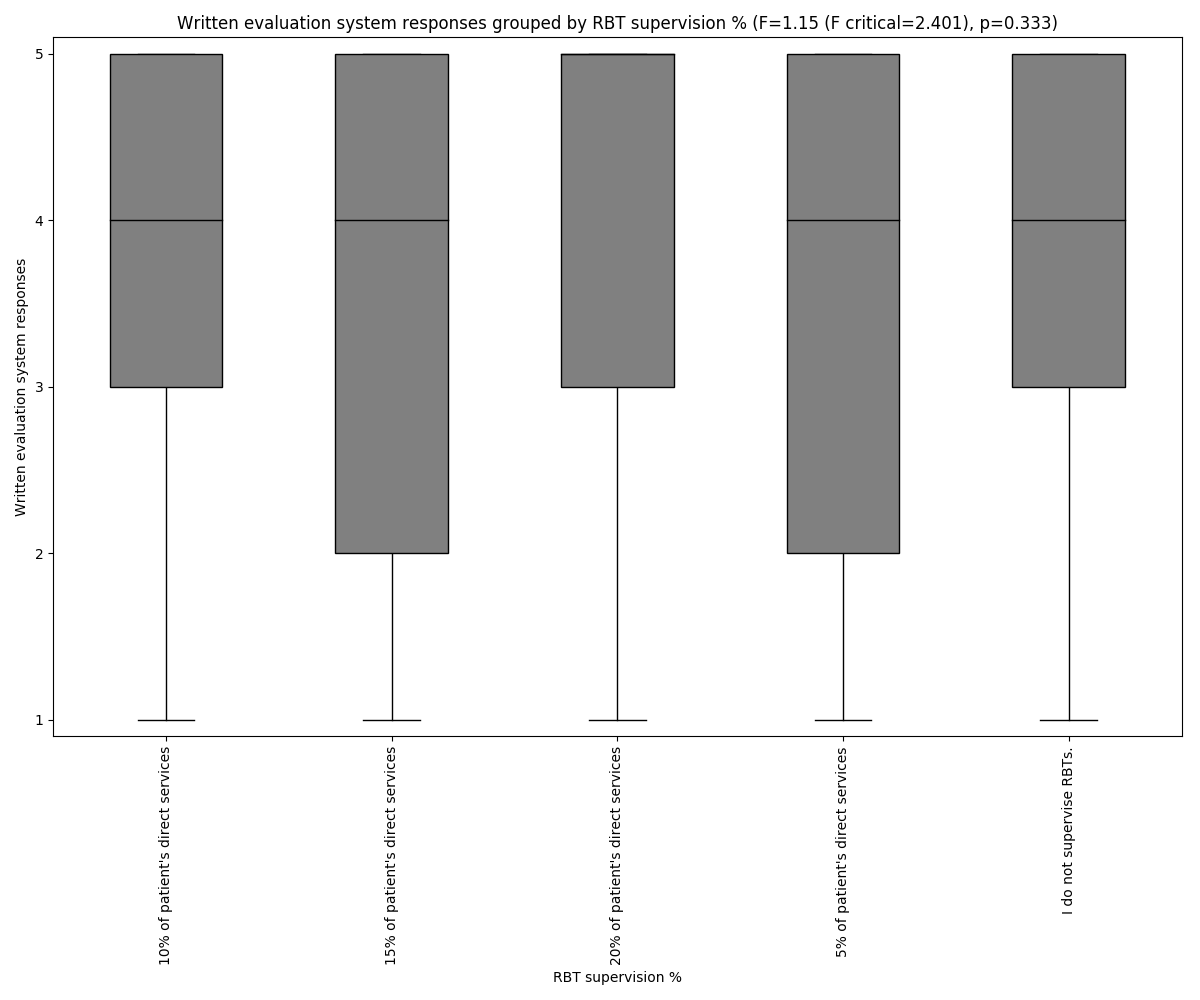 Written evaluation system responses grouped by RBT supervision % (F=1.15 (F critical=2.401), p=0.333)
Written evaluation system responses
5
4
3
2
1
10% of patient's direct services
15% of patient's direct services
20% of patient's direct services
5% of patient's direct services
I do not supervise RBTs.
RBT supervision %